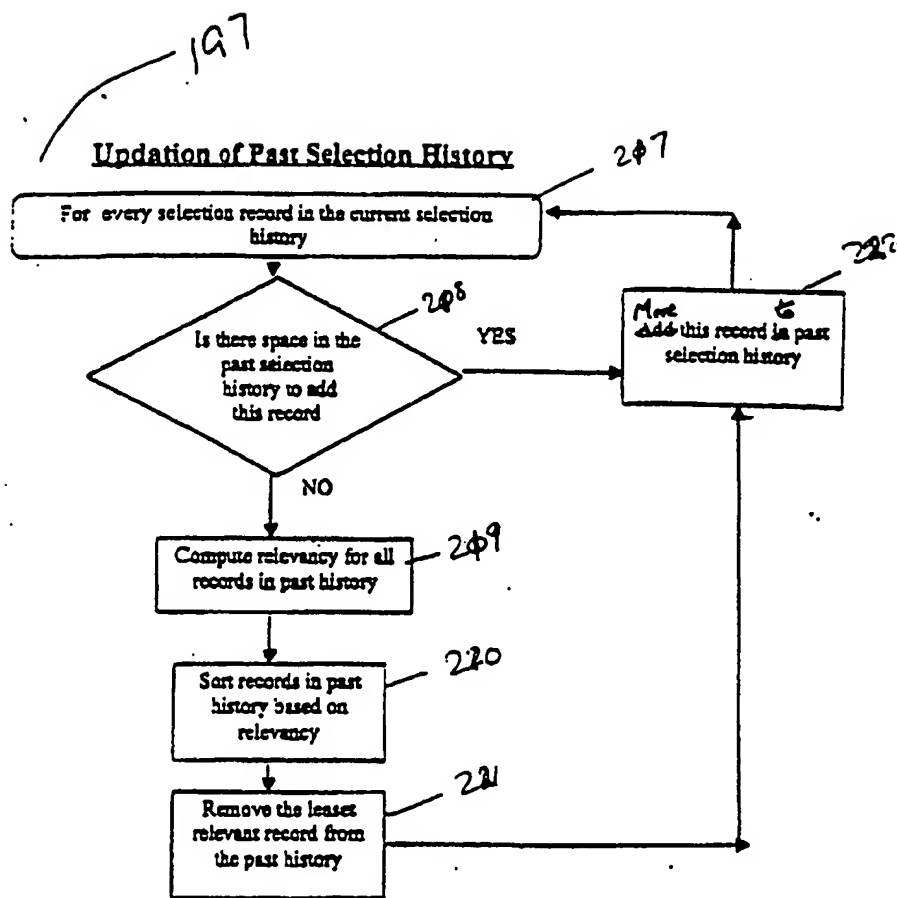 197
Updation of Past Selection History
207
For every selection record in the current selection
history
208
Is there space in the
past selection
history to add
this record
YES
Move to
Add this record in past
selection history
NO
209
Compute relevancy for all
records in past history
220
Sort records in past
history based on
relevancy
221
Remove the leaset
relevant record from
the past history